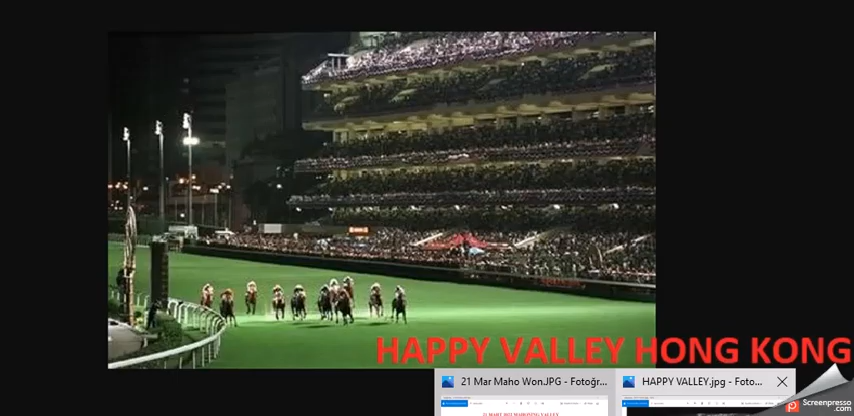 HAPPY VALLEY HONG KONG
21 Mar Maho Won.JPG - Fotoğr...
HAPPY VALLEY.jpg - Foto...
Screenpresso
.com